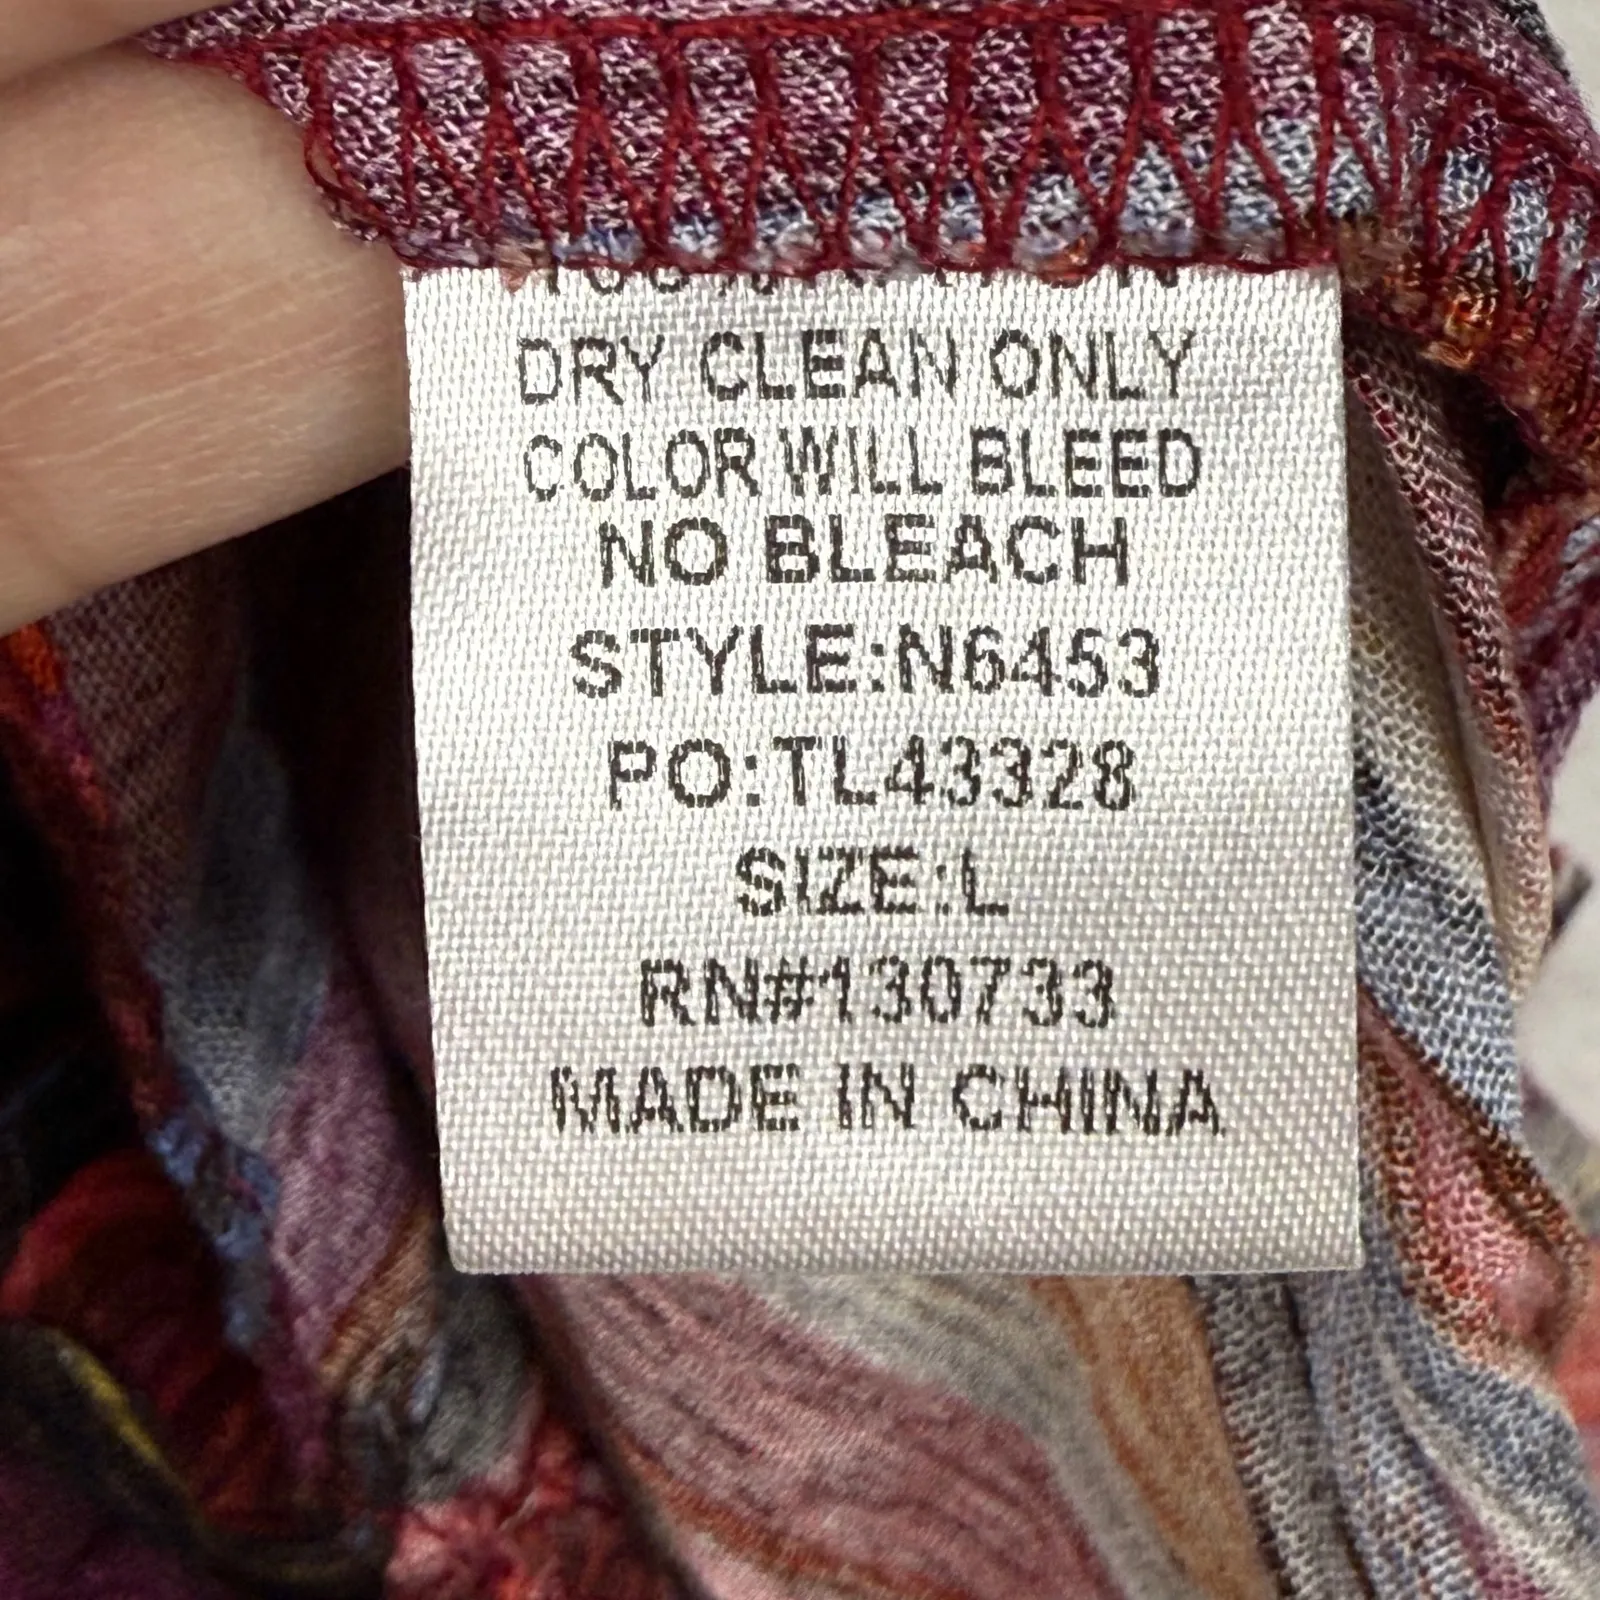 DRY CLEAN ONLY
COLOR WILL BLEED
NO BLEACH
STYLE:N6453
PO:TL43328
SIZE:L
RN#130733
MADE IN CHINA